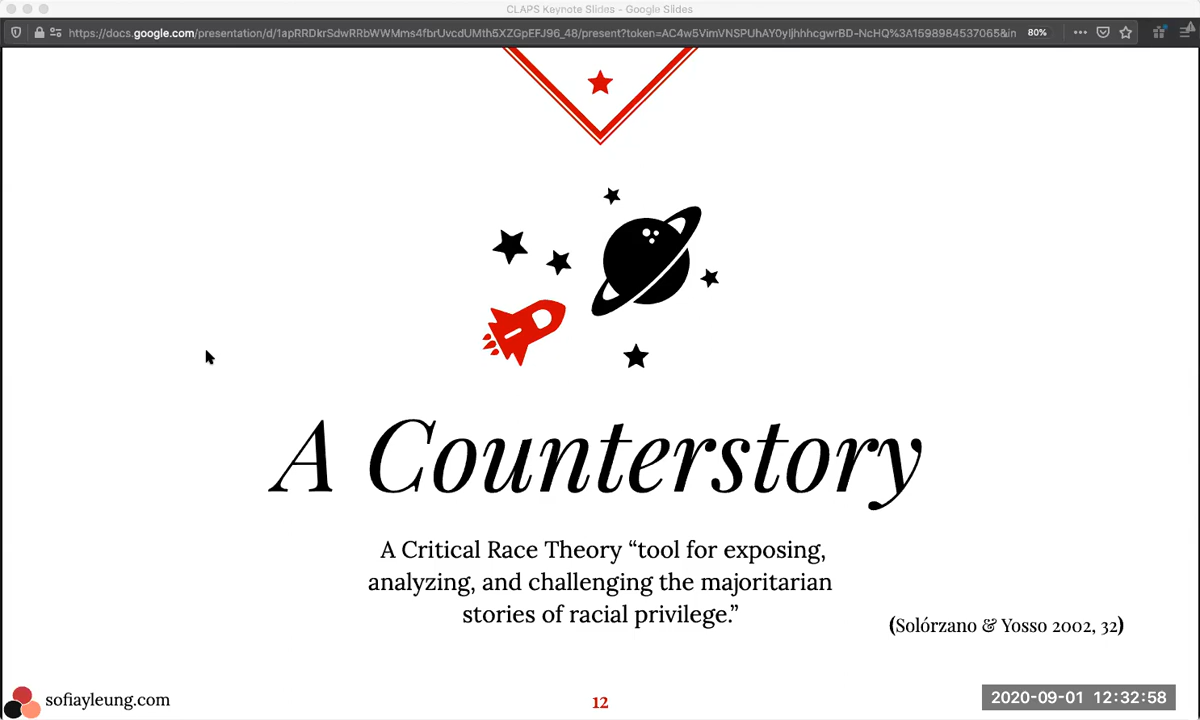 CLAPS Keynote Slides - Google Slides
https://docs.google.com/presentation/d/1apRRDkrSdwRRbWWMms4fbrUvcdUMth5XZGpEFJ96_48/present?token=AC4w5VimVNSPUhAY0yljhhhcgwrBD-NcHQ%3A1598984537065&in 80%
A Counterstory
A Critical Race Theory “tool for exposing,
analyzing, and challenging the majoritarian
stories of racial privilege.”
(Solórzano & Yosso 2002, 32)
sofiayleung.com
12
2020-09-01 12:32:58